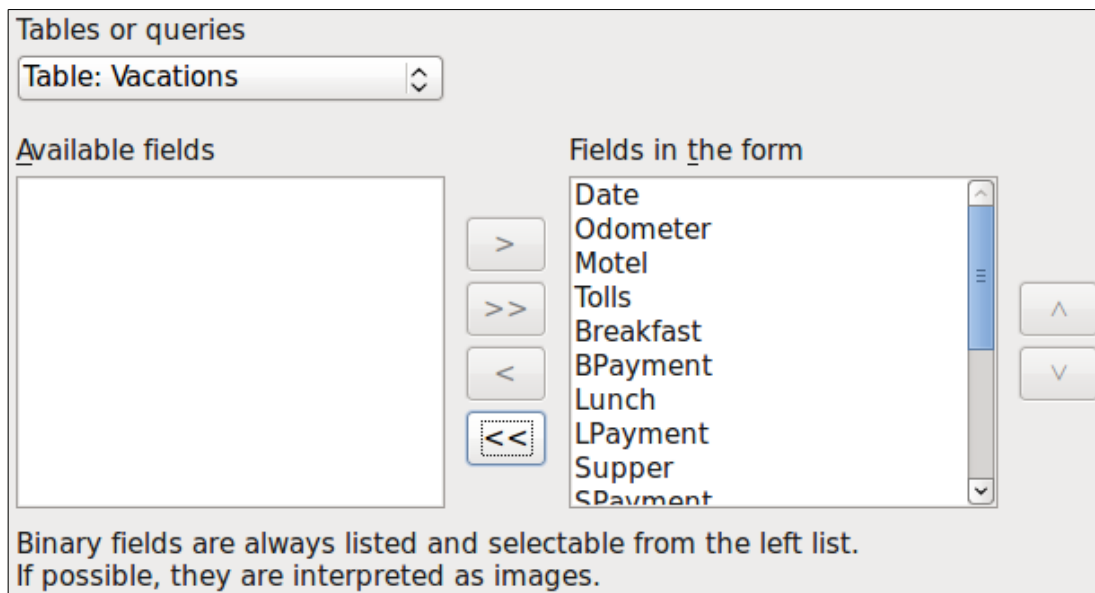 Tables or queries
Table: Vacations
Available fields
Fields in the form
Date
Odometer
Motel
Tolls
Breakfast
BPayment
Lunch
LPayment
Supper
SPayment
>
>>
<
<<
Binary fields are always listed and selectable from the left list.
If possible, they are interpreted as images.